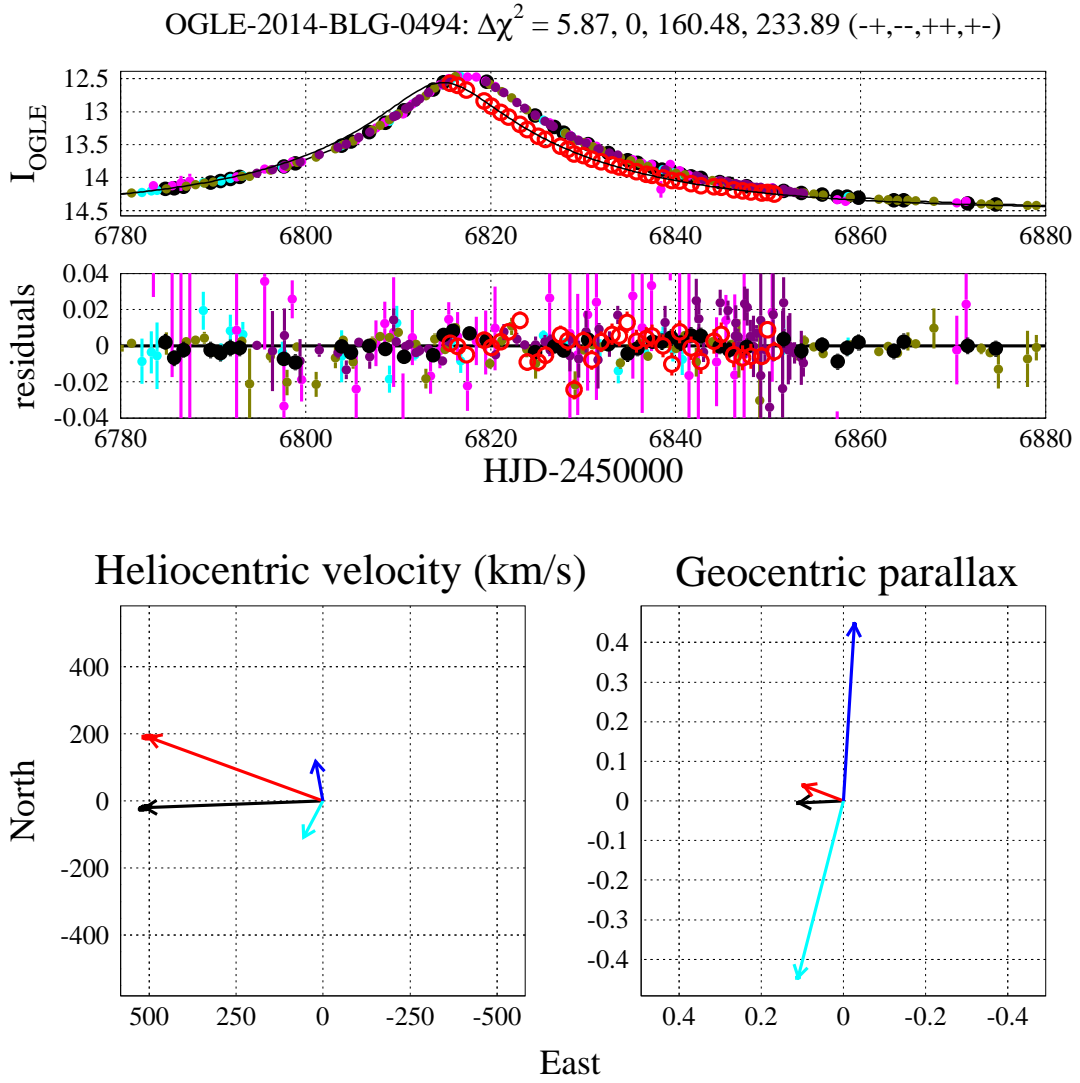 OGLE-2014-BLG-0494: Δχ² = 5.87, 0, 160.48, 233.89 (-+,--,++,+-)
I_OGLE
12.5
13
13.5
14
14.5
6780 6800 6820 6840 6860 6880
residuals
0.04
0.02
0
-0.02
-0.04
6780 6800 6820 6840 6860 6880
HJD-2450000
Heliocentric velocity (km/s)
North
400
200
0
-200
-400
500 250 0 -250 -500
Geocentric parallax
0.4
0.3
0.2
0.1
0
-0.1
-0.2
-0.3
-0.4
0.4 0.2 0 -0.2 -0.4
East